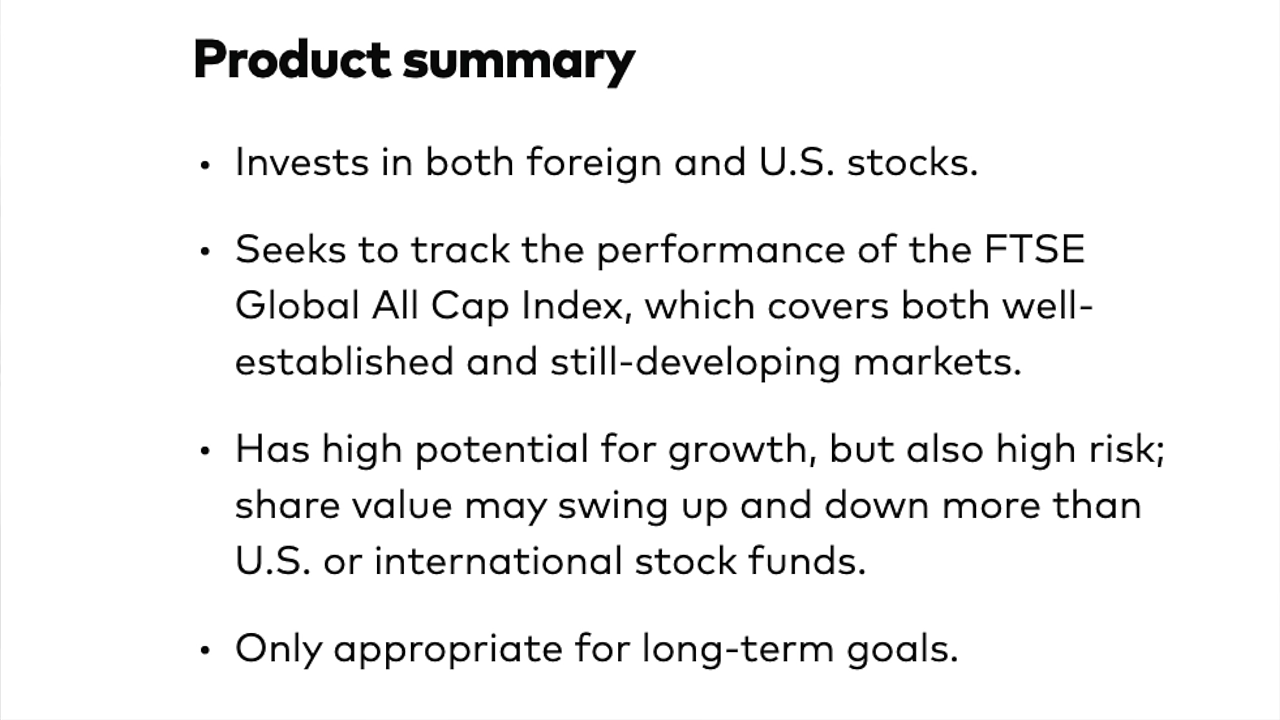 Product summary
• Invests in both foreign and U.S. stocks.
• Seeks to track the performance of the FTSE
Global All Cap Index, which covers both well-
established and still-developing markets.
• Has high potential for growth, but also high risk;
share value may swing up and down more than
U.S. or international stock funds.
• Only appropriate for long-term goals.